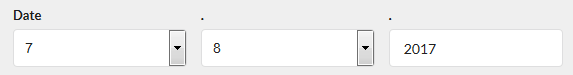 Date . .
7 8 2017